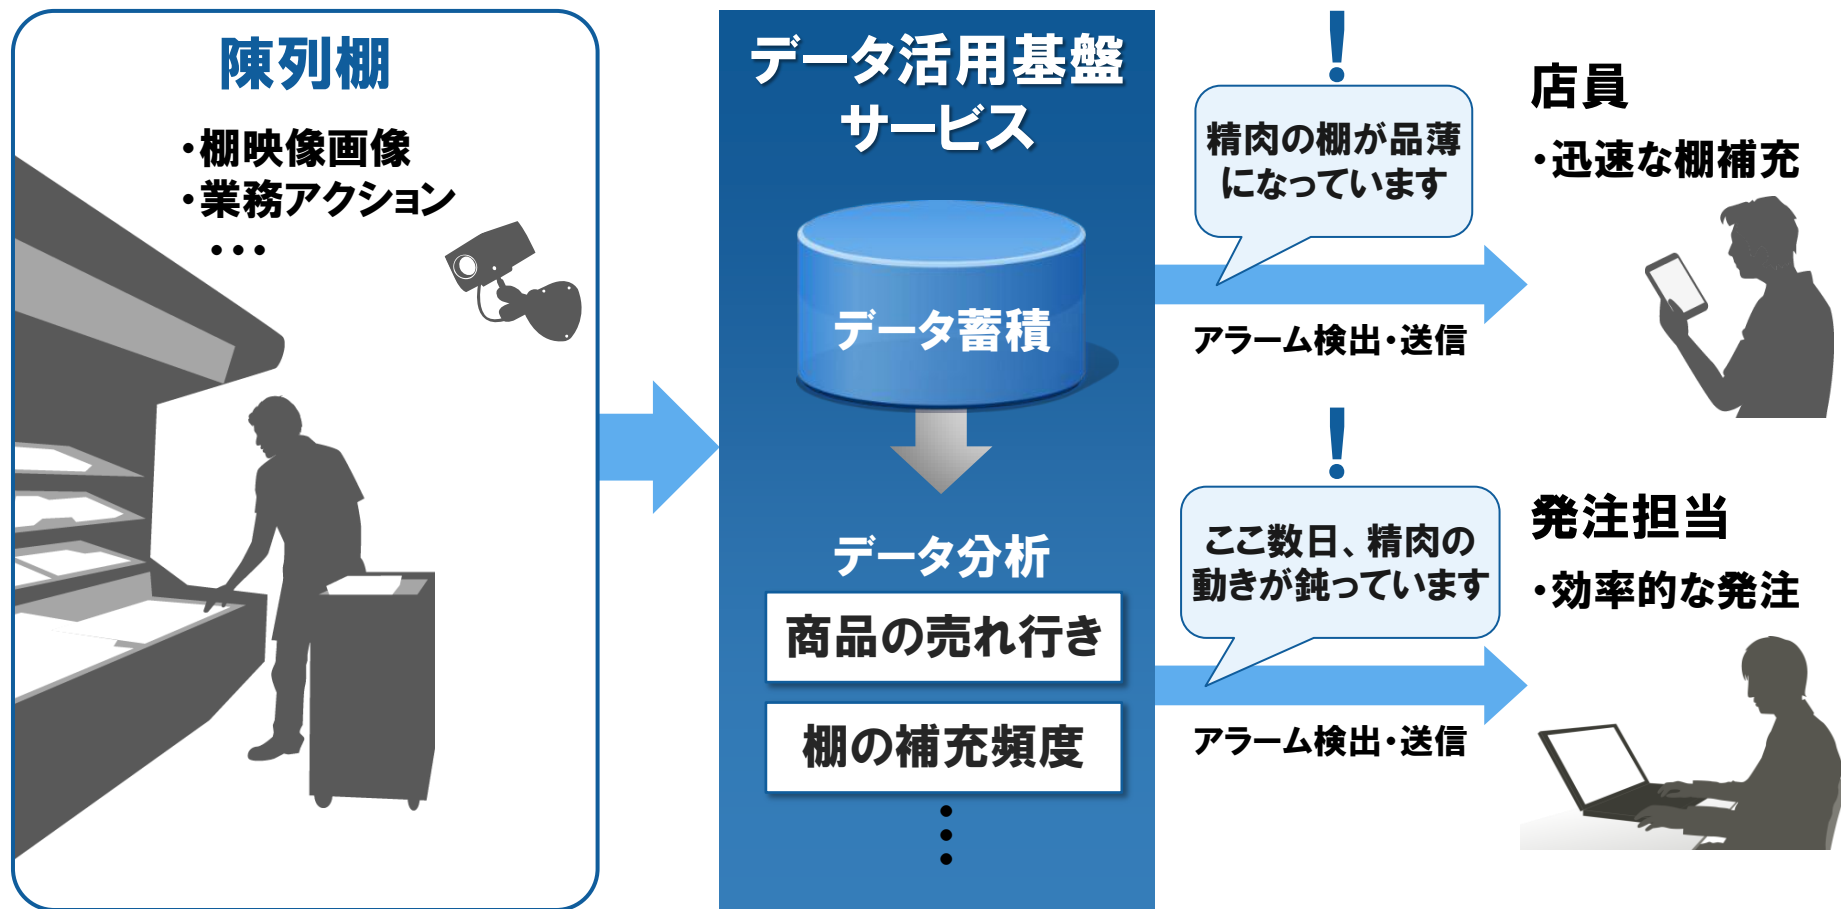 陳列棚
・棚映像画像
・業務アクション
・・・
データ活用基盤
サービス
データ蓄積
データ分析
商品の売れ行き
棚の補充頻度
!
精肉の棚が品薄
になっています
アラーム検出・送信
店員
・迅速な棚補充
!
ここ数日、精肉の
動きが鈍っています
アラーム検出・送信
発注担当
・効率的な発注